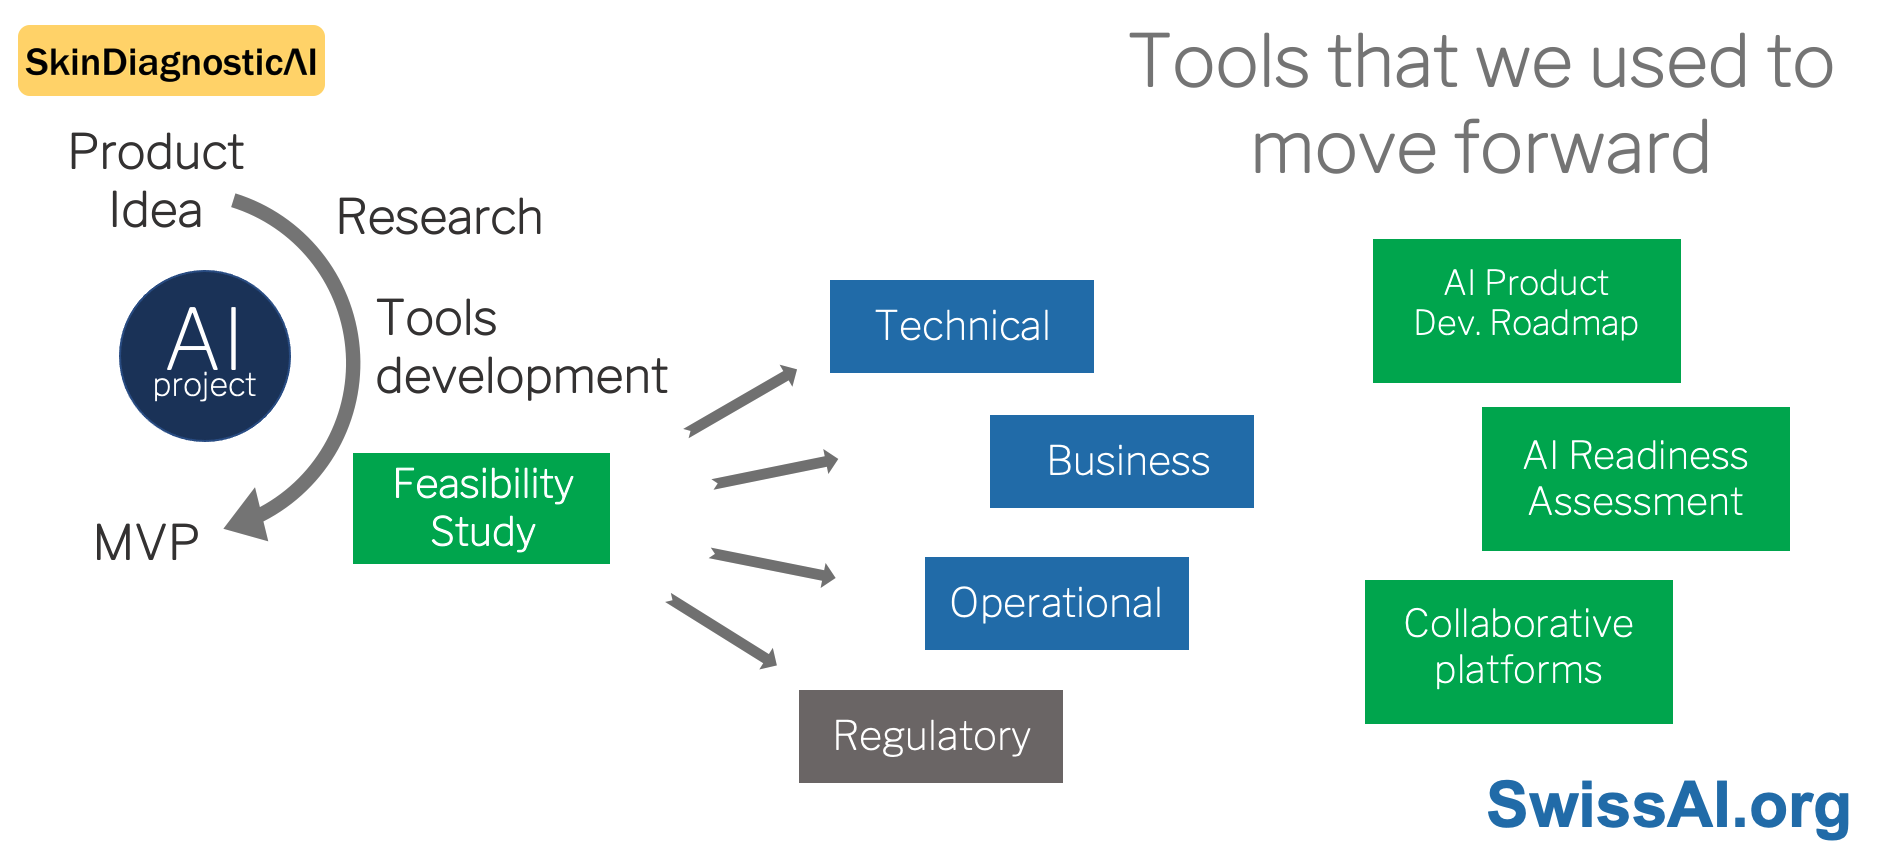 SkinDiagnosticΛI
Tools that we used to
move forward
Product
Idea
Research
AI
project
Tools
development
Feasibility
Study
MVP
Technical
Business
Operational
Regulatory
AI Product
Dev. Roadmap
AI Readiness
Assessment
Collaborative
platforms
SwissAI.org